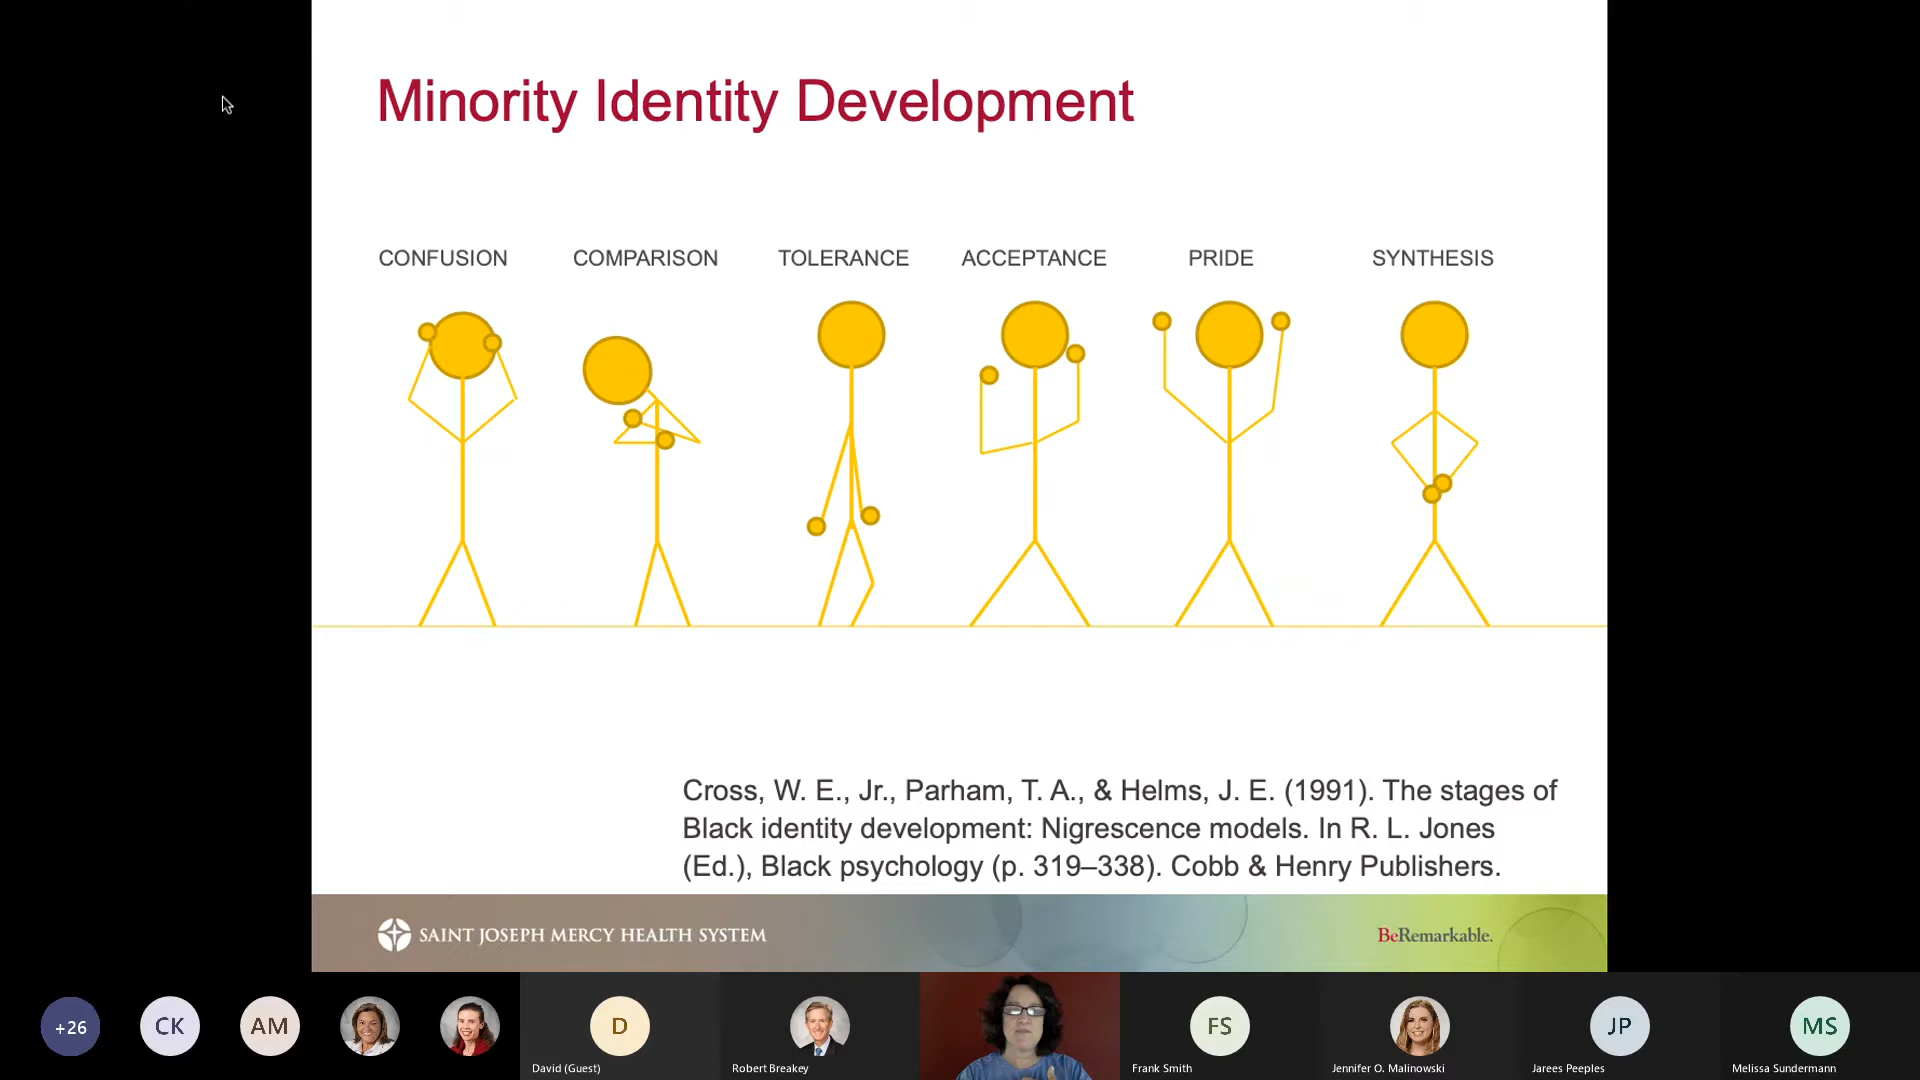 Minority Identity Development
CONFUSION
COMPARISON
TOLERANCE
ACCEPTANCE
PRIDE
SYNTHESIS
Cross, W. E., Jr., Parham, T. A., & Helms, J. E. (1991). The stages of
Black identity development: Nigrescence models. In R. L. Jones
(Ed.), Black psychology (p. 319–338). Cobb & Henry Publishers.
SAINT JOSEPH MERCY HEALTH SYSTEM
BeRemarkable.
+26
CK
AM
D
David (Guest)
Robert Breakey
FS
Frank Smith
Jennifer O. Malinowski
JP
Jarees Peeples
MS
Melissa Sundermann